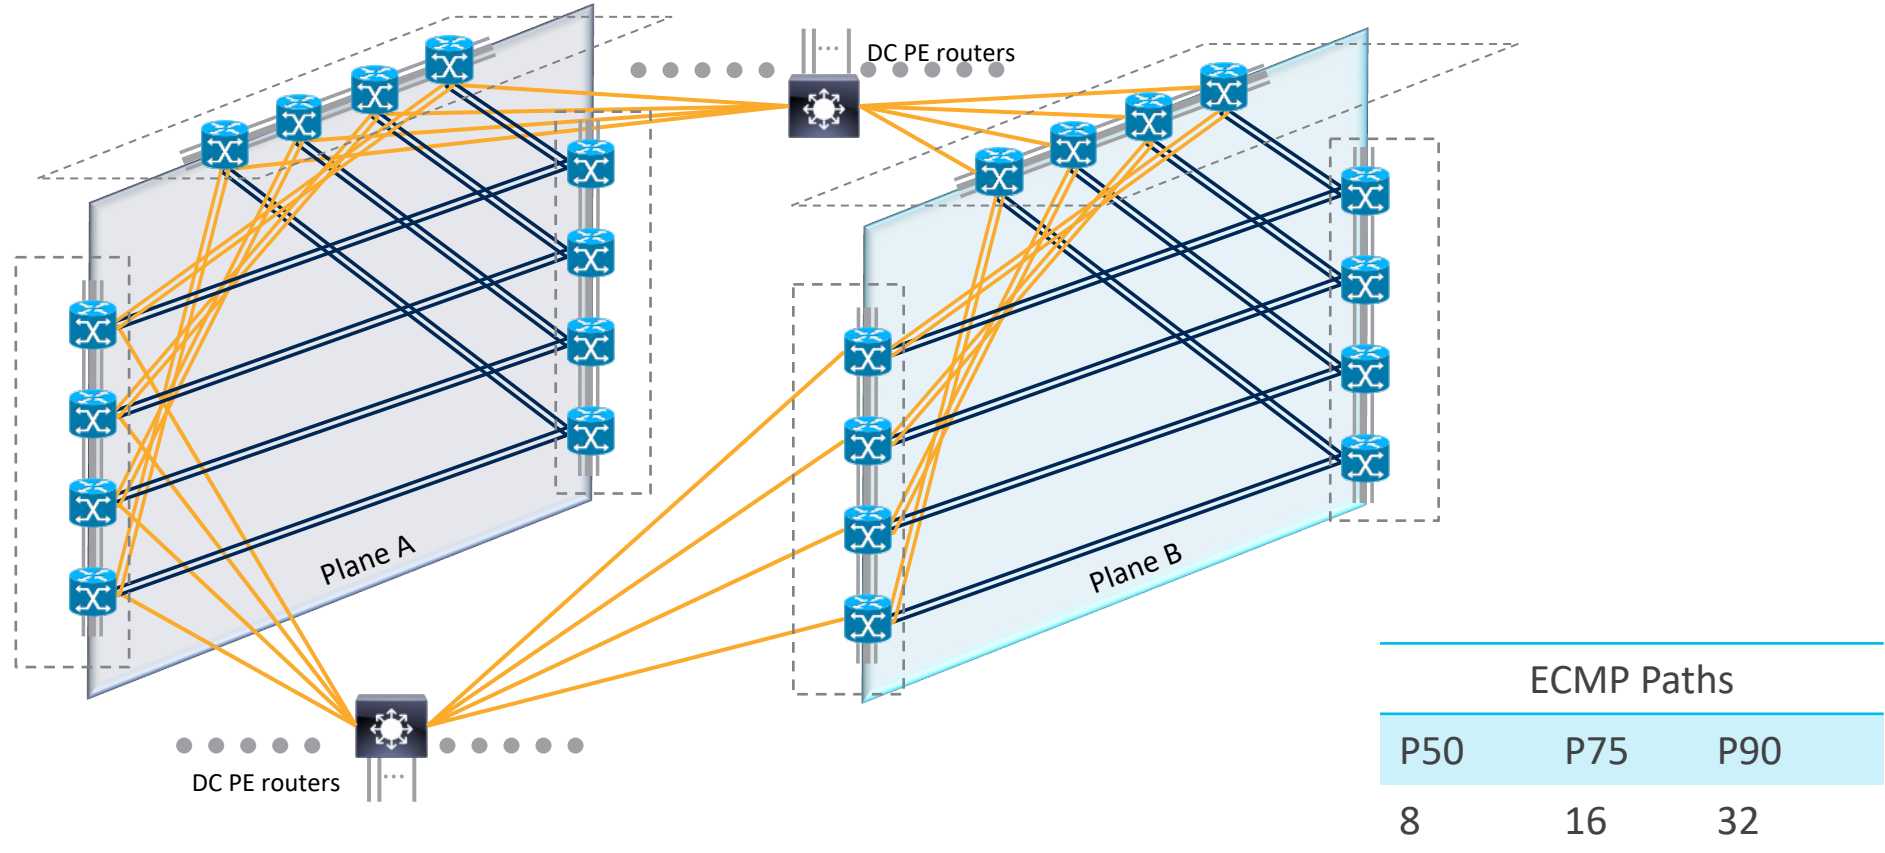 DC PE routers
Plane A
Plane B
DC PE routers
ECMP Paths
P50 P75 P90
8 16 32